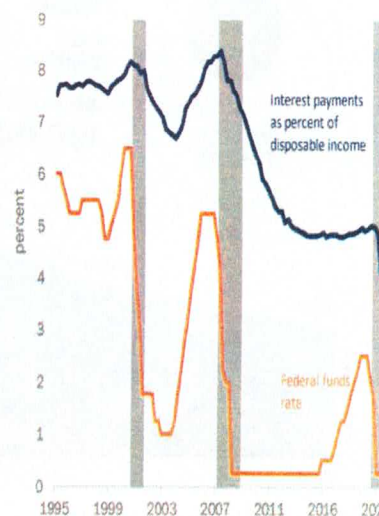 9
8
7
6
5
4
3
2
1
0
percent
Interest payments
as percent of
disposable income
Federal funds
rate
1995 1999 2003 2007 2011 2016 202